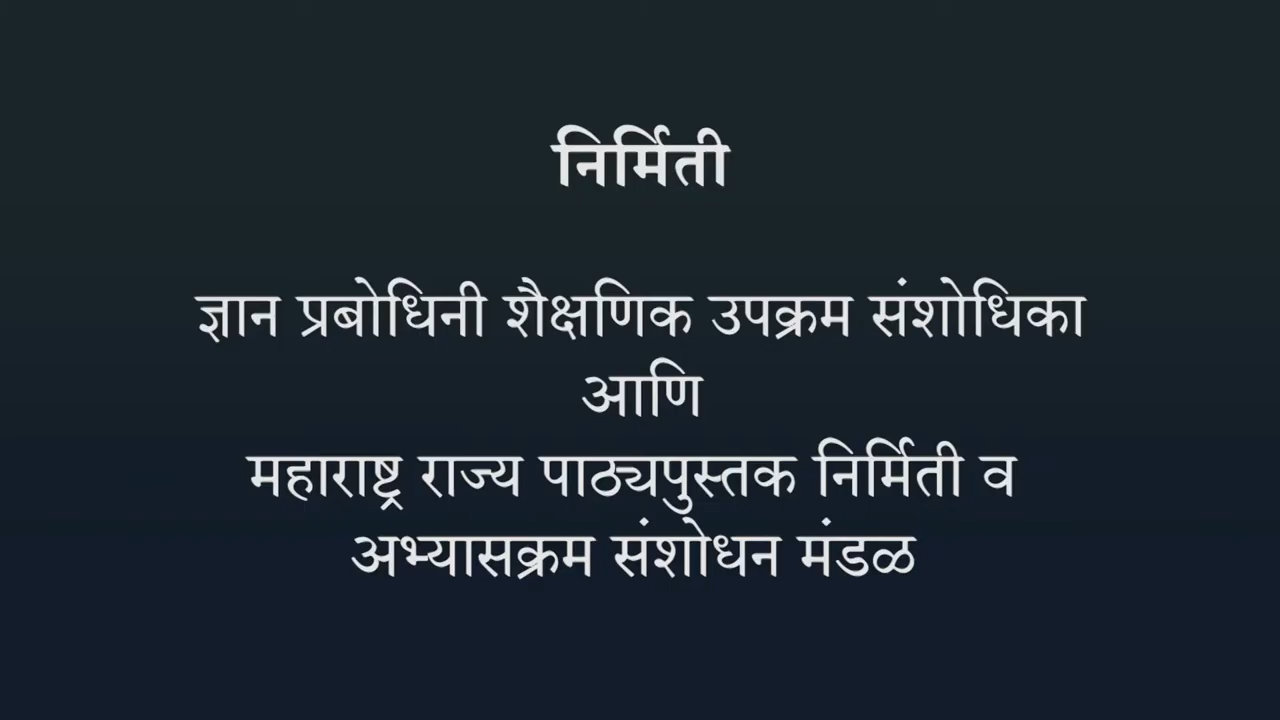 निर्मिती
ज्ञान प्रबोधिनी शैक्षणिक उपक्रम संशोधिका
आणि
महाराष्ट्र राज्य पाठ्यपुस्तक निर्मिती व
अभ्यासक्रम संशोधन मंडळ